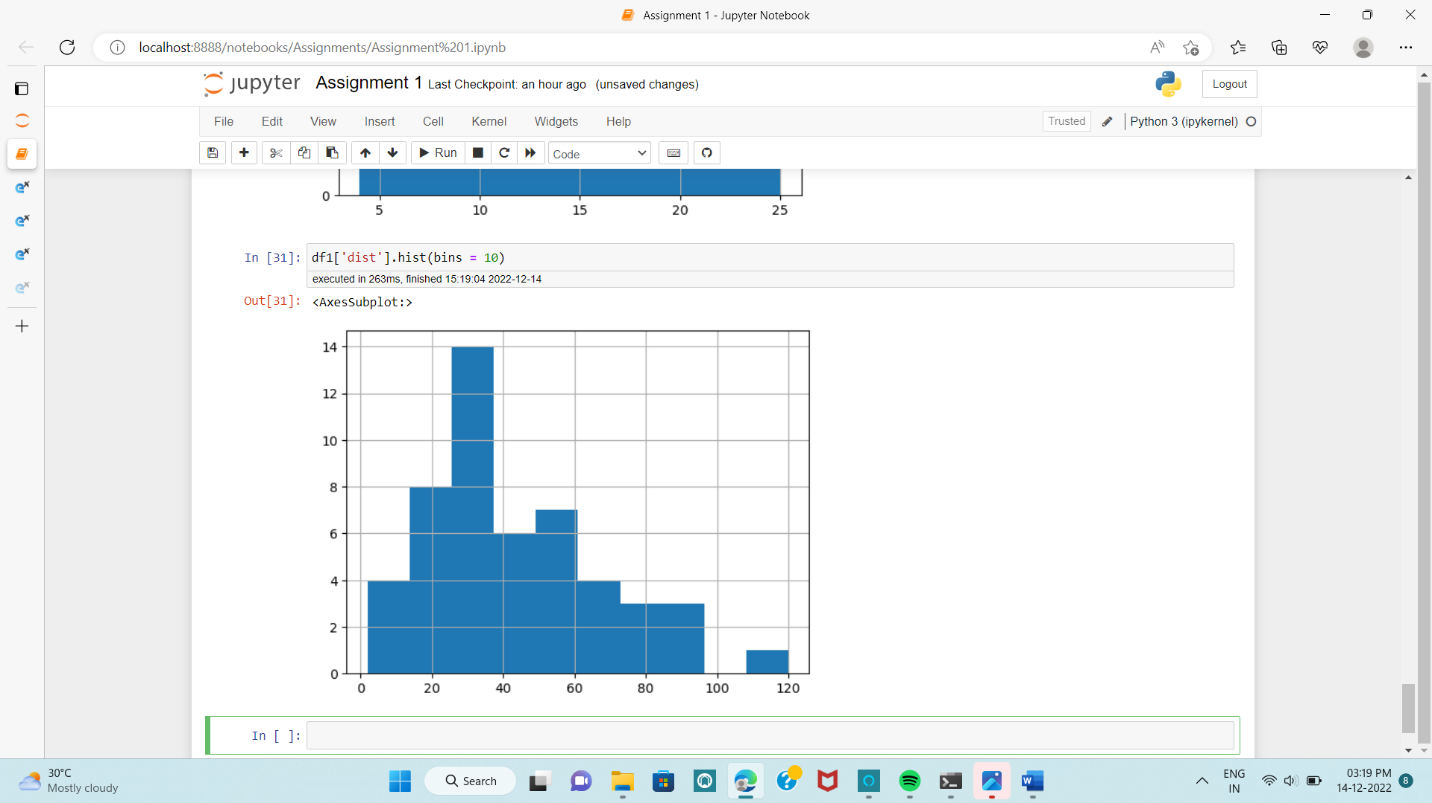 Assignment 1 - Jupyter Notebook
localhost:8888/notebooks/Assignments/Assignment%201.ipynb
jupyter Assignment 1 Last Checkpoint: an hour ago (unsaved changes)
Logout
File Edit View Insert Cell Kernel Widgets Help
Trusted Python 3 (ipykernel)
Run Code
0
5 10 15 20 25
In [31]: df1['dist'].hist(bins = 10)
executed in 263ms, finished 15:19:04 2022-12-14
Out[31]: <AxesSubplot:>
14
12
10
8
6
4
2
0
0 20 40 60 80 100 120
In [ ]:
30°C
Mostly cloudy
Search
ENG
IN
03:19 PM
14-12-2022
8